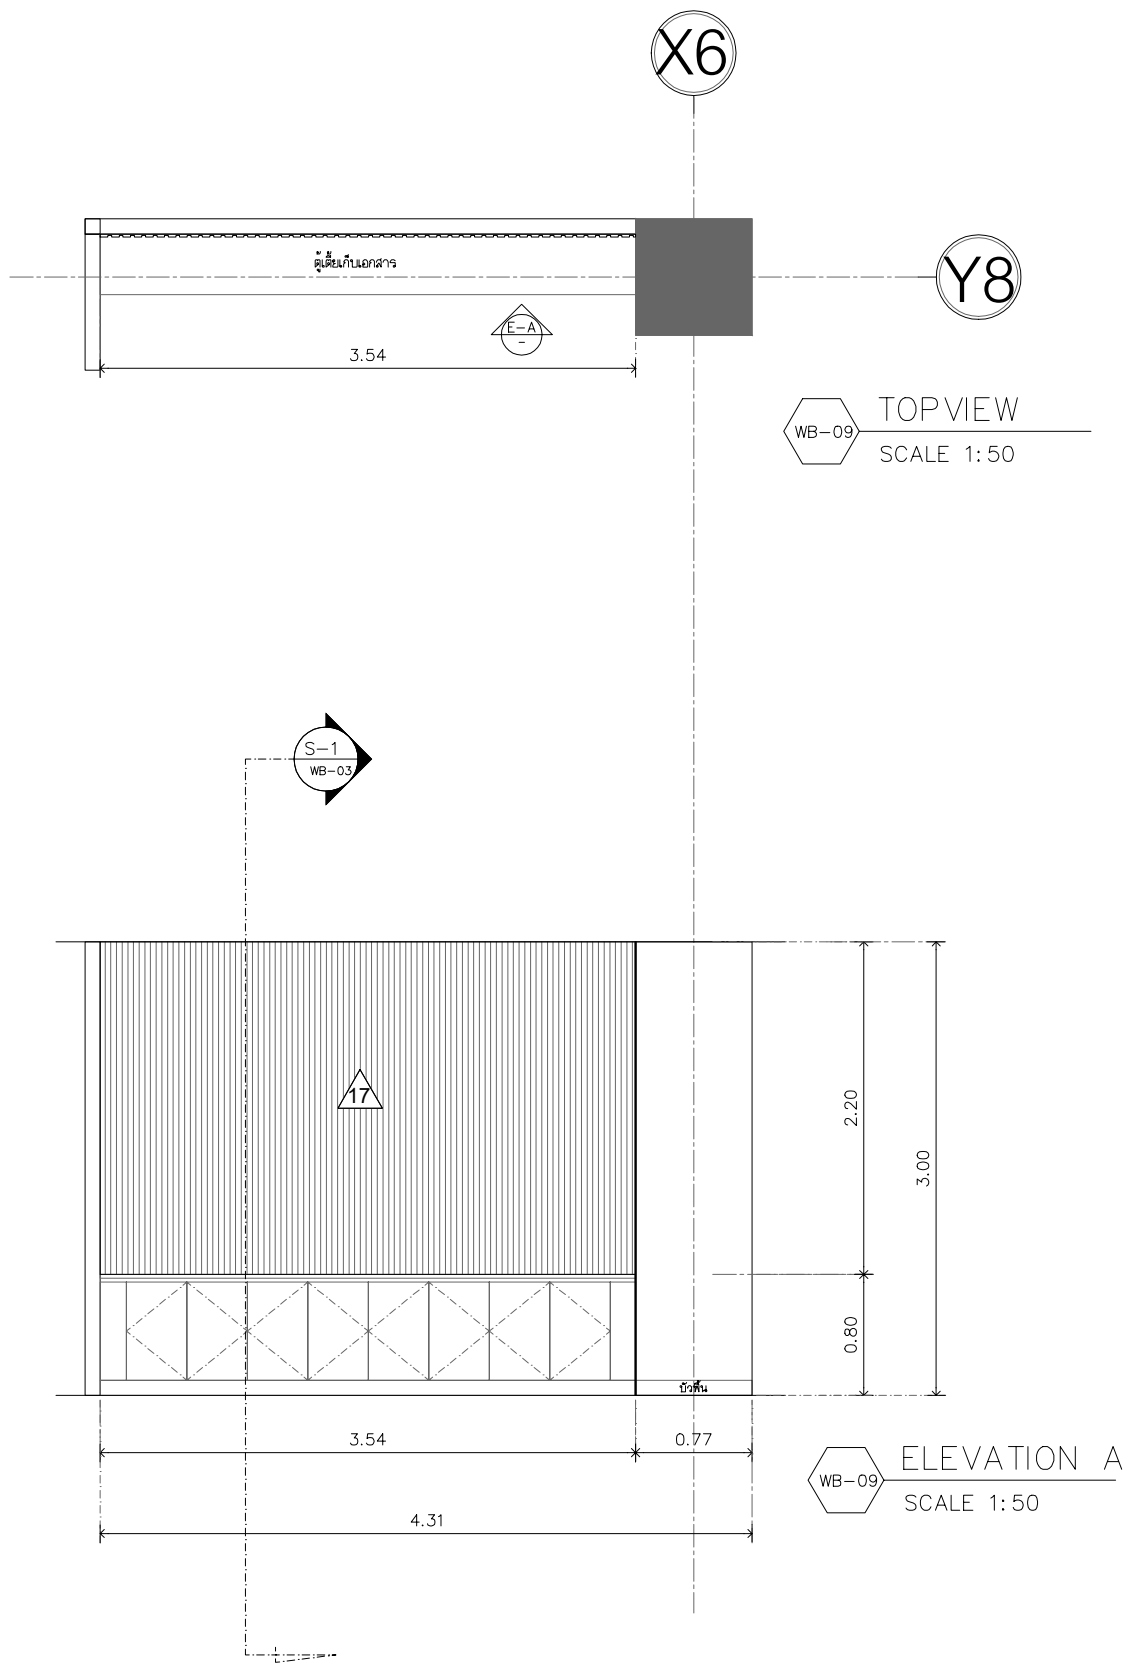 X6
ตู้เตี้ยเก็บเอกสาร
Y8
E-A
-
3.54
TOPVIEW
WB-09
SCALE 1:50
S-1
WB-03
17
2.20
3.00
0.80
บัวพื้น
3.54
0.77
ELEVATION A
WB-09
SCALE 1:50
4.31